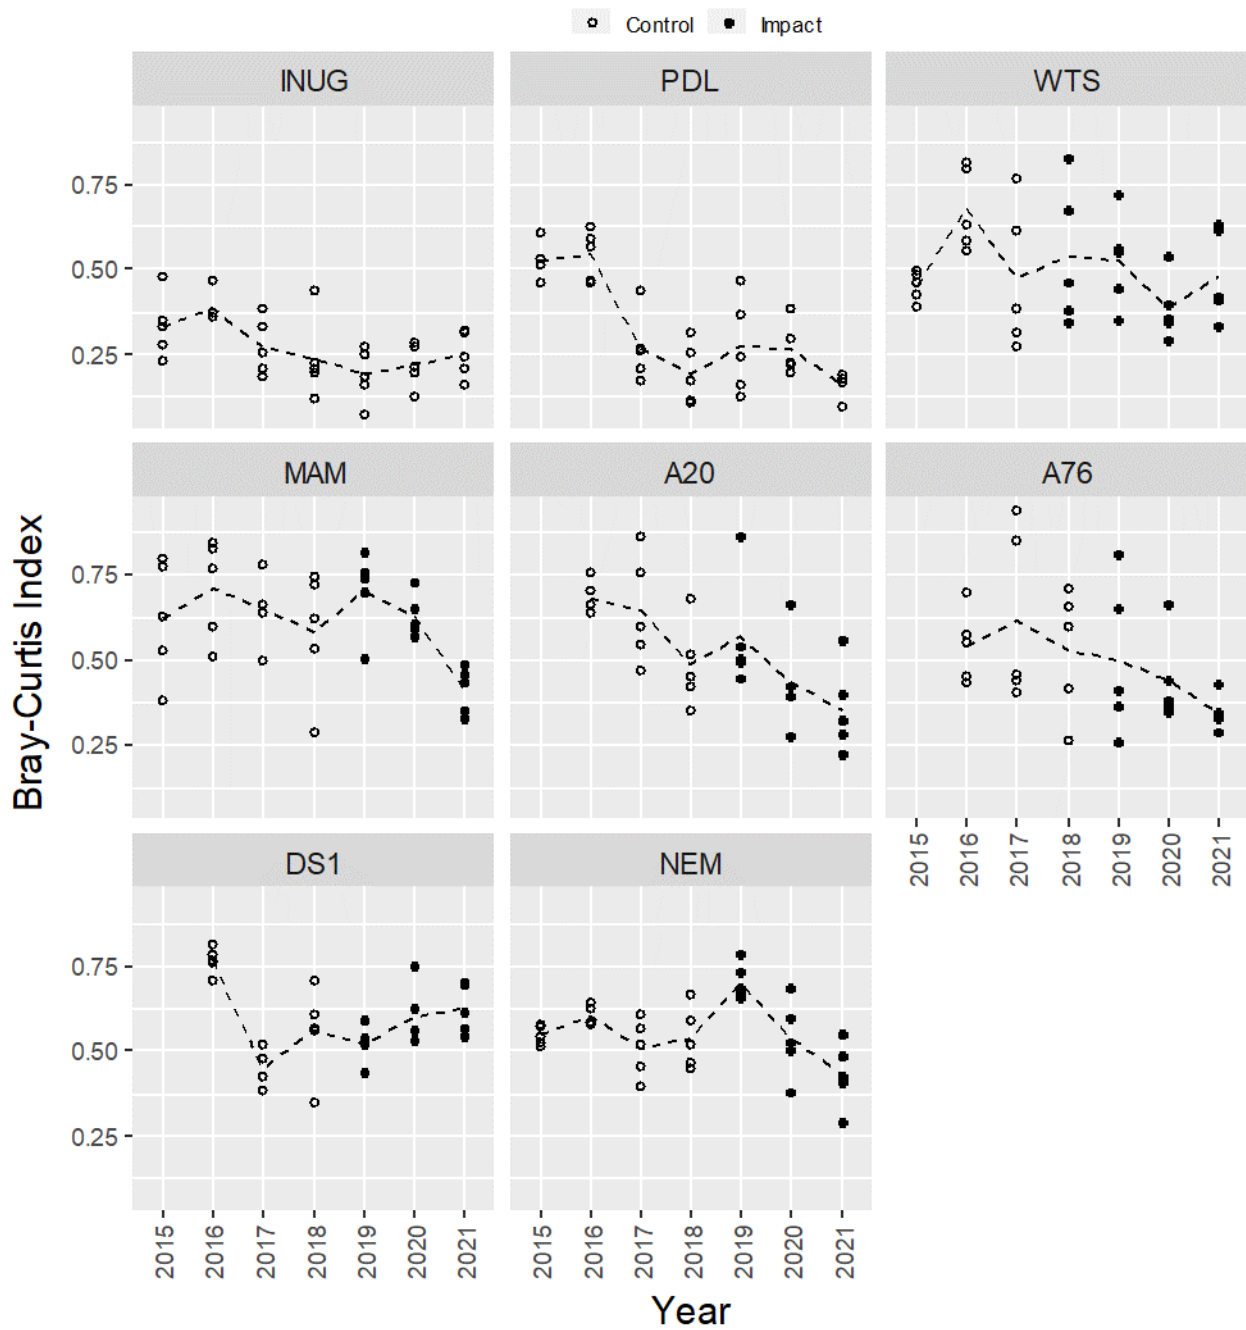 Control Impact
INUG PDL WTS
0.75
0.50
0.25
MAM A20 A76
0.75
0.50
0.25
2015 2016 2017 2018 2019 2020 2021
DS1 NEM
0.75
0.50
0.25
2015 2016 2017 2018 2019 2020 2021 2015 2016 2017 2018 2019 2020 2021
Year
Bray-Curtis Index